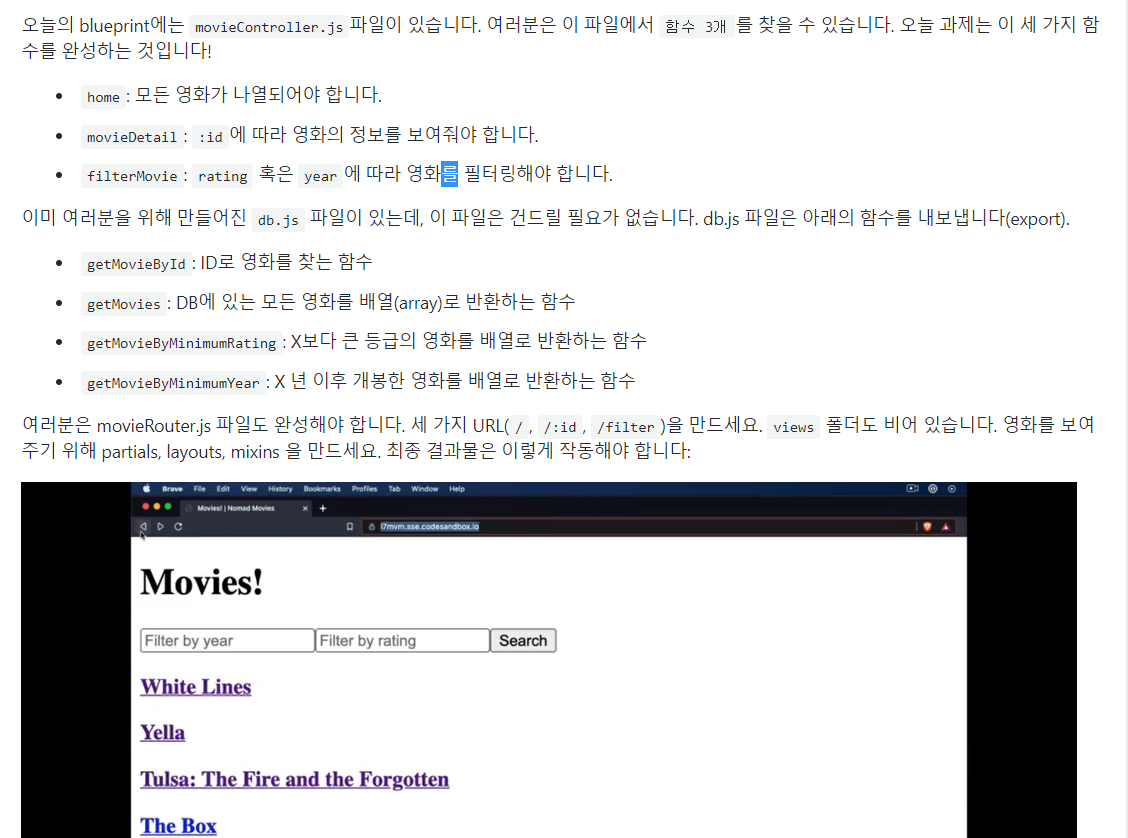 오늘의 blueprint에는 movieController.js 파일이 있습니다. 여러분은 이 파일에서 함수 3개 를 찾을 수 있습니다. 오늘 과제는 이 세 가지 함
수를 완성하는 것입니다!
home : 모든 영화가 나열되어야 합니다.
movieDetail : :id 에 따라 영화의 정보를 보여줘야 합니다.
filterMovie : rating 혹은 year 에 따라 영화를 필터링해야 합니다.
이미 여러분을 위해 만들어진 db.js 파일이 있는데, 이 파일은 건드릴 필요가 없습니다. db.js 파일은 아래의 함수를 내보냅니다(export).
getMovieById : ID로 영화를 찾는 함수
getMovies : DB에 있는 모든 영화를 배열(array)로 반환하는 함수
getMovieByMinimumRating : X보다 큰 등급의 영화를 배열로 반환하는 함수
getMovieByMinimumYear : X 년 이후 개봉한 영화를 배열로 반환하는 함수
여러분은 movieRouter.js 파일도 완성해야 합니다. 세 가지 URL( / , /:id , /filter )을 만드세요. views 폴더도 비어 있습니다. 영화를 보여
주기 위해 partials, layouts, mixins 을 만드세요. 최종 결과물은 이렇게 작동해야 합니다:
Brave File Edit View History Bookmarks Profiles Tab Window Help
Movies! | Nomad Movies
i7mvm.sse.codesandbox.io
Movies!
Filter by year Filter by rating Search
White Lines
Yella
Tulsa: The Fire and the Forgotten
The Box